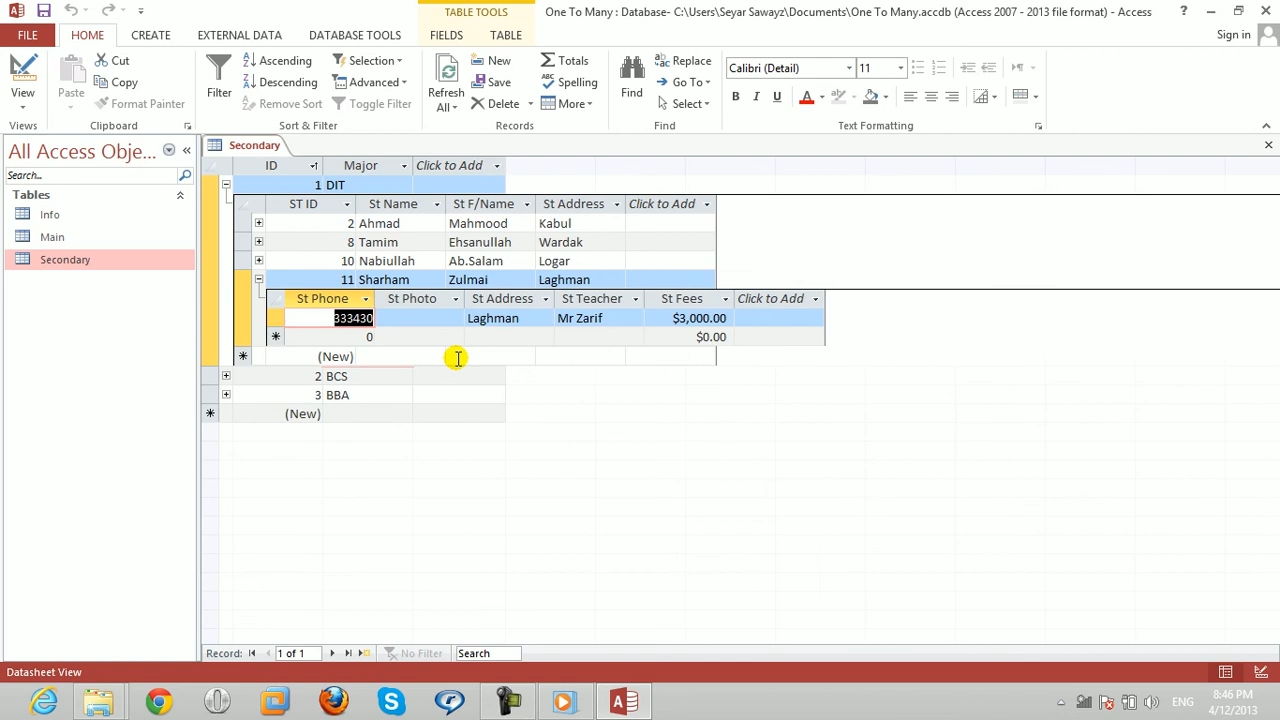 TABLE TOOLS
One To Many : Database- C:\Users\Seyar Sawayz\Documents\One To Many.accdb (Access 2007 - 2013 file format) - Access
FILE HOME CREATE EXTERNAL DATA DATABASE TOOLS FIELDS TABLE Sign in
View
Views
Paste
Cut
Copy
Format Painter
Clipboard
Filter
Ascending
Descending
Remove Sort
Selection
Advanced
Toggle Filter
Sort & Filter
Refresh
All
New
Save
Delete
Totals
Spelling
More
Records
Find
Replace
Go To
Select
Find
Calibri (Detail) 11
B I U A
Text Formatting
All Access Obje...
Search...
Tables
Info
Main
Secondary
Secondary
ID Major Click to Add
1 DIT
ST ID St Name St F/Name St Address Click to Add
2 Ahmad Mahmood Kabul
8 Tamim Ehsanullah Wardak
10 Nabiullah Ab.Salam Logar
11 Sharham Zulmai Laghman
St Phone St Photo St Address St Teacher St Fees Click to Add
333430 Laghman Mr Zarif $3,000.00
0 $0.00
(New)
2 BCS
3 BBA
(New)
Record: 1 of 1 No Filter Search
Datasheet View
ENG
8:46 PM
4/12/2013